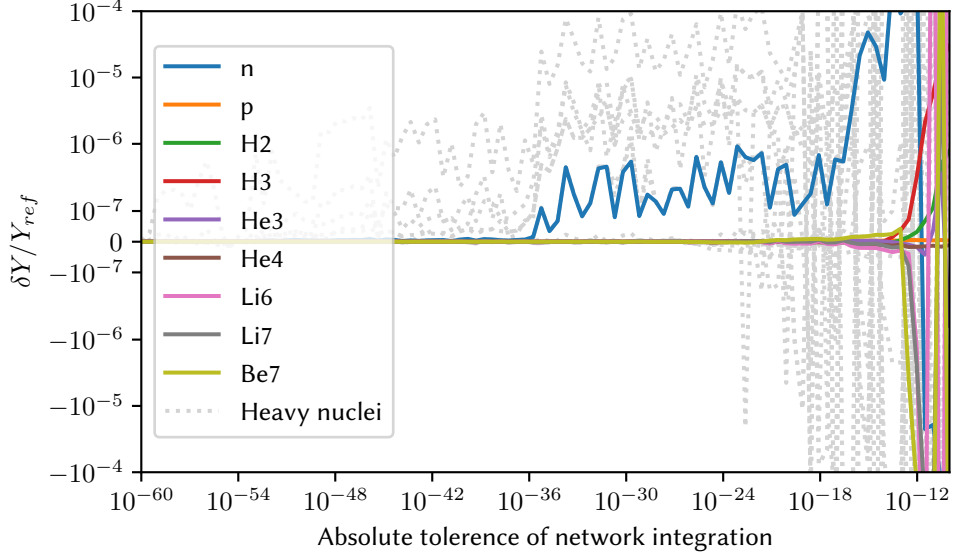 10⁻⁴
10⁻⁵
10⁻⁶
10⁻⁷
0
−10⁻⁷
−10⁻⁶
−10⁻⁵
−10⁻⁴
δY/Y_ref
n
p
H2
H3
He3
He4
Li6
Li7
Be7
Heavy nuclei
10⁻⁶⁰ 10⁻⁵⁴ 10⁻⁴⁸ 10⁻⁴² 10⁻³⁶ 10⁻³⁰ 10⁻²⁴ 10⁻¹⁸ 10⁻¹²
Absolute tolerence of network integration